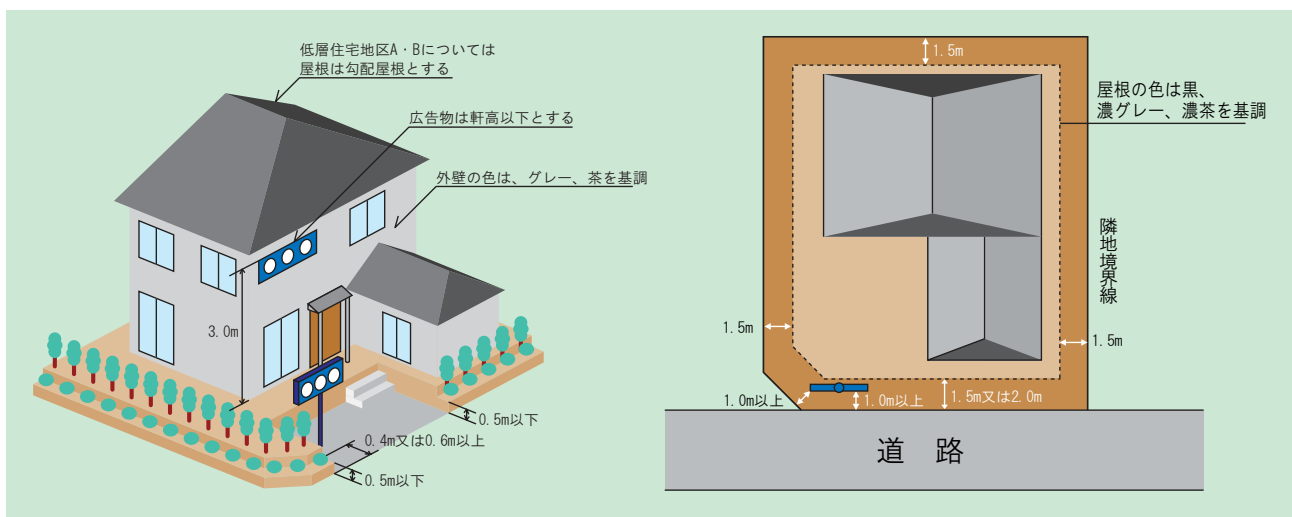 低層住宅地区A・Bについては
屋根は勾配屋根とする
広告物は軒高以下とする
外壁の色は、グレー、茶を基調
3.0m
0.5m以下
0.4m又は0.6m以上
0.5m以下
1.5m
屋根の色は黒、
濃グレー、濃茶を基調
隣地境界線
1.5m
1.5m
1.0m以上
1.0m以上
1.5m又は2.0m
道 路